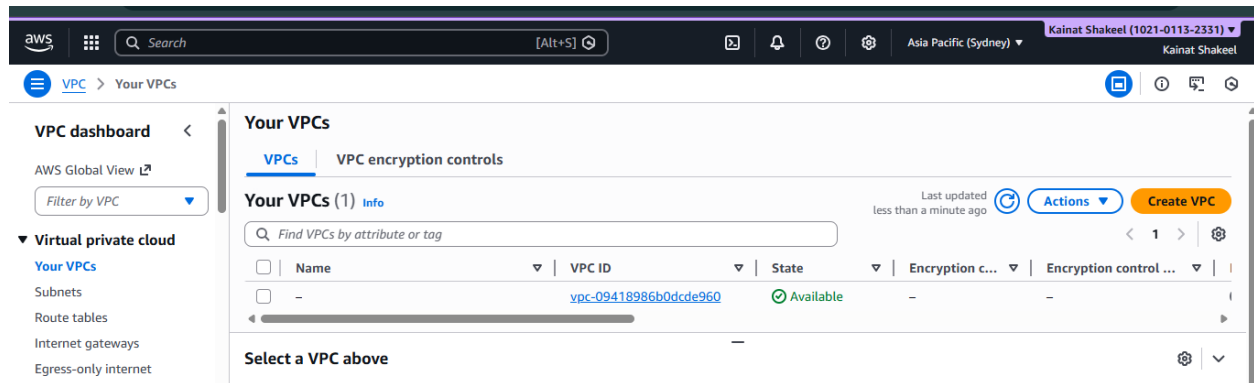 aws Search [Alt+S] Asia Pacific (Sydney) Kainat Shakeel (1021-0113-2331)
Kainat Shakeel
VPC > Your VPCs
VPC dashboard
AWS Global View
Filter by VPC
Virtual private cloud
Your VPCs
Subnets
Route tables
Internet gateways
Egress-only internet
Your VPCs
VPCs VPC encryption controls
Your VPCs (1) Info
Last updated
less than a minute ago
Actions Create VPC
Find VPCs by attribute or tag
1
Name VPC ID State Encryption c... Encryption control ...
– vpc-09418986b0dcde960 Available – –
Select a VPC above